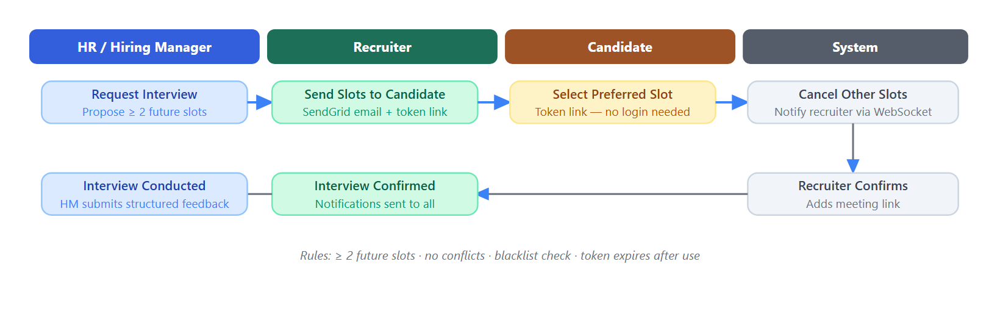 HR / Hiring Manager
Recruiter
Candidate
System
Request Interview
Propose ≥ 2 future slots
Send Slots to Candidate
SendGrid email + token link
Select Preferred Slot
Token link — no login needed
Cancel Other Slots
Notify recruiter via WebSocket
Interview Conducted
HM submits structured feedback
Interview Confirmed
Notifications sent to all
Recruiter Confirms
Adds meeting link
Rules: ≥ 2 future slots · no conflicts · blacklist check · token expires after use